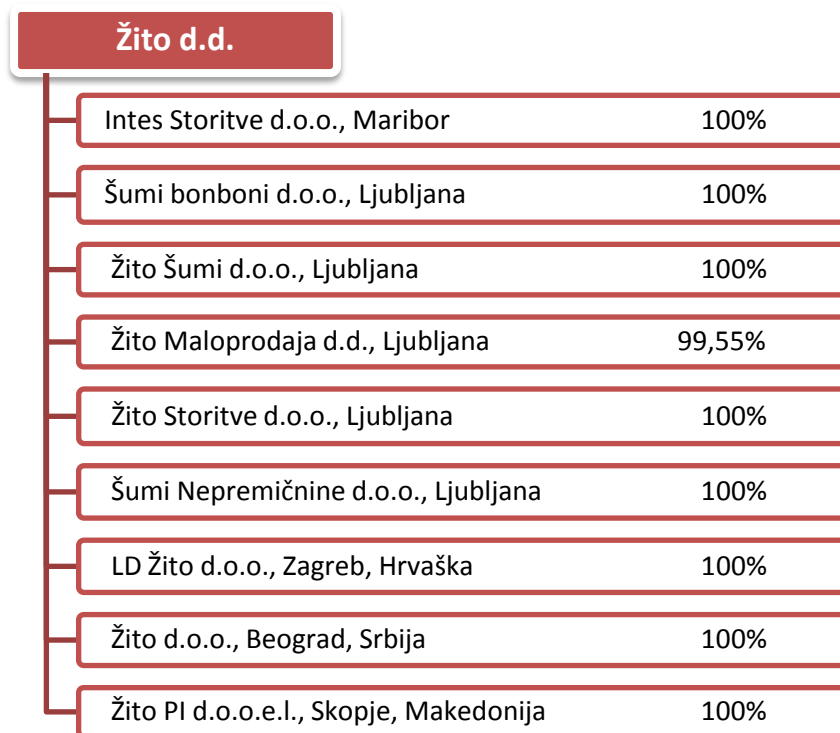 Žito d.d.
Intes Storitve d.o.o., Maribor 100%
Šumi bonboni d.o.o., Ljubljana 100%
Žito Šumi d.o.o., Ljubljana 100%
Žito Maloprodaja d.d., Ljubljana 99,55%
Žito Storitve d.o.o., Ljubljana 100%
Šumi Nepremičnine d.o.o., Ljubljana 100%
LD Žito d.o.o., Zagreb, Hrvaška 100%
Žito d.o.o., Beograd, Srbija 100%
Žito PI d.o.o.e.l., Skopje, Makedonija 100%